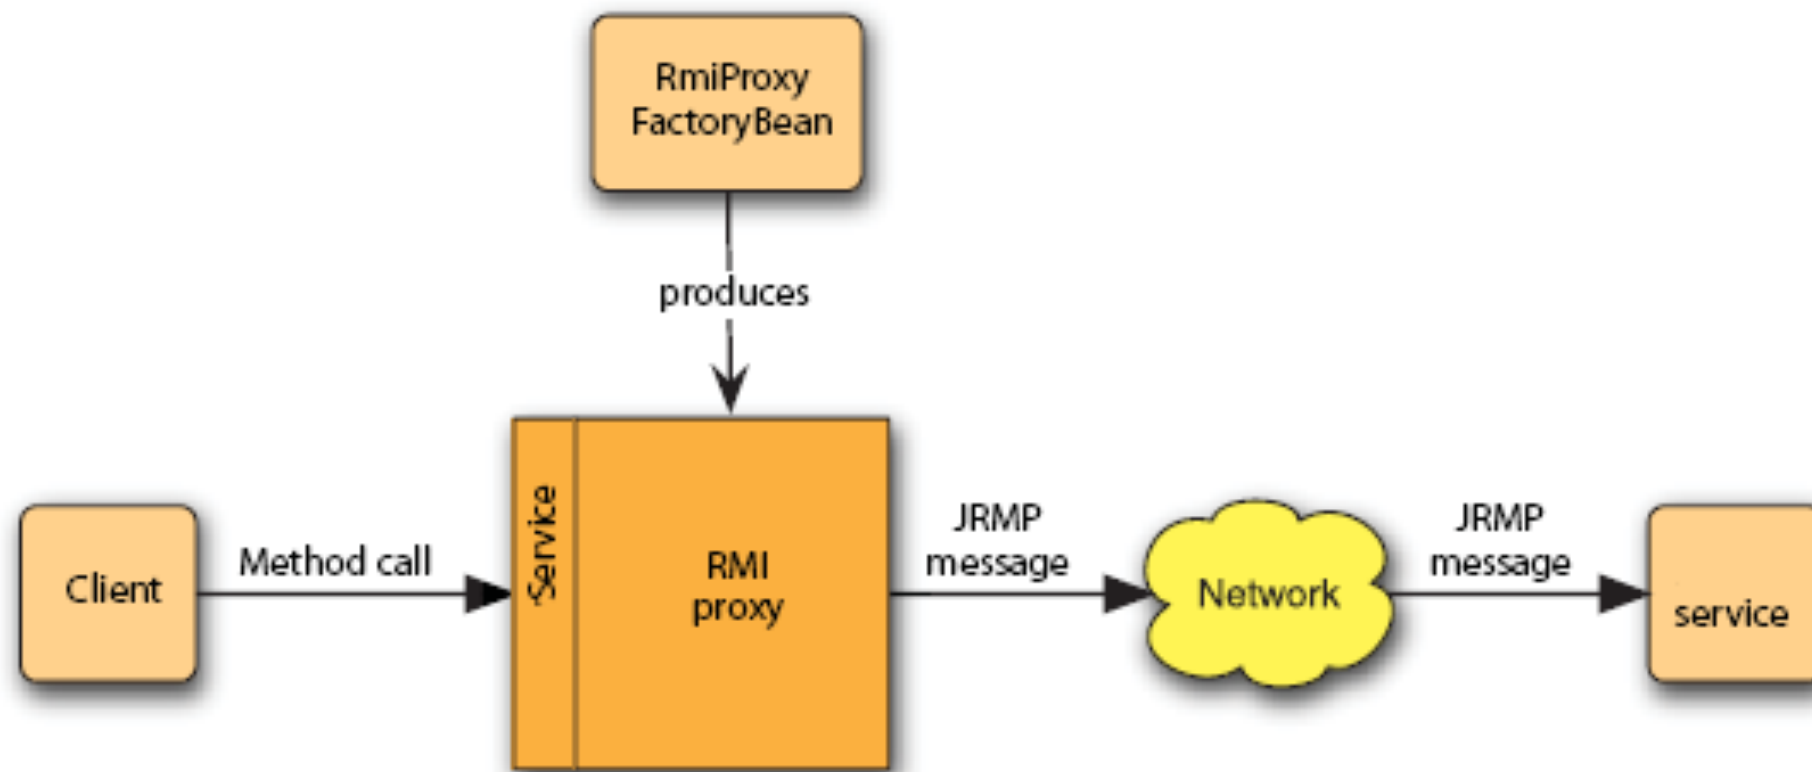 RmiProxy
FactoryBean
produces
Client
Method call
Service
RMI
proxy
JRMP
message
Network
JRMP
message
service